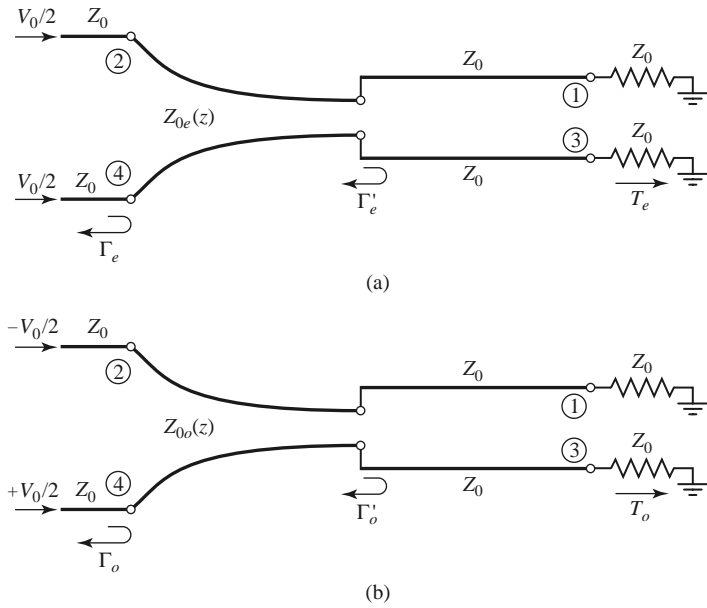 V₀/2 Z₀
②
Z₀ Z₀
①
Z₀ₑ(z)
③ Z₀
V₀/2 Z₀ ④
Z₀
Γₑ Γ'ₑ Tₑ
(a)
−V₀/2 Z₀
②
Z₀ Z₀
①
Z₀ₒ(z)
③ Z₀
+V₀/2 Z₀ ④
Z₀
Γₒ Γ'ₒ Tₒ
(b)